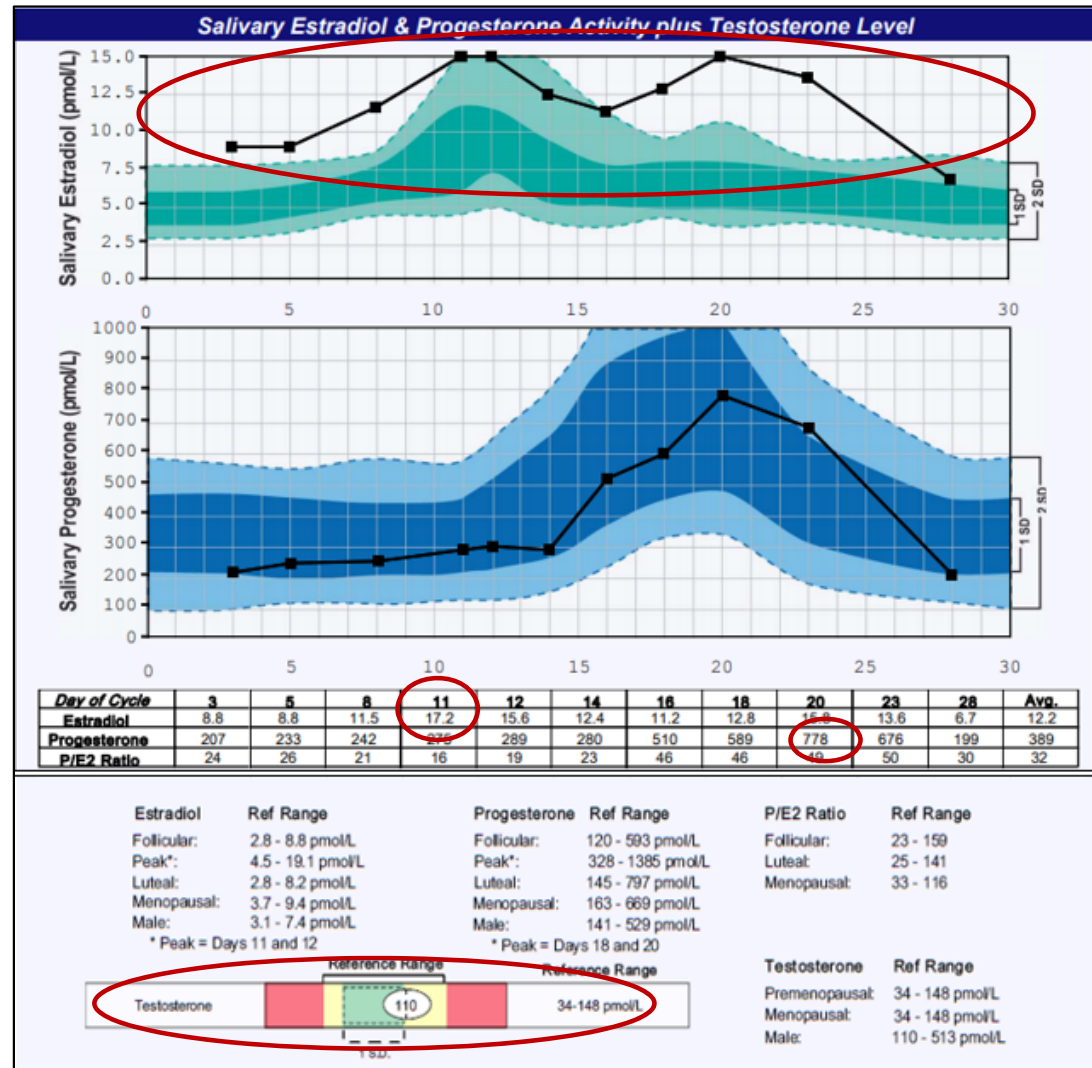 Salivary Estradiol & Progesterone Activity plus Testosterone Level
Salivary Estradiol (pmol/L)
15.0
12.5
10.0
7.5
5.0
2.5
0.0
0 5 10 15 20 25 30
1 SD
2 SD
Salivary Progesterone (pmol/L)
1000
900
800
700
600
500
400
300
200
100
0
0 5 10 15 20 25 30
1 SD
2 SD
Day of Cycle 3 5 8 11 12 14 16 18 20 23 28 Avg.
Estradiol 8.8 8.8 11.5 17.2 15.6 12.4 11.2 12.8 13.6 6.7 12.2
Progesterone 207 233 242 275 289 280 510 589 778 676 199 389
P/E2 Ratio 24 26 21 16 19 23 46 46 49 50 30 32
Estradiol Ref Range Progesterone Ref Range P/E2 Ratio Ref Range
Follicular: 2.8 - 8.8 pmol/L Follicular: 120 - 593 pmol/L Follicular: 23 - 159
Peak*: 4.5 - 19.1 pmol/L Peak*: 328 - 1385 pmol/L Luteal: 25 - 141
Luteal: 2.8 - 8.2 pmol/L Luteal: 145 - 797 pmol/L Menopausal: 33 - 116
Menopausal: 3.7 - 9.4 pmol/L Menopausal: 163 - 669 pmol/L
Male: 3.1 - 7.4 pmol/L Male: 141 - 529 pmol/L
* Peak = Days 11 and 12 * Peak = Days 18 and 20
Reference Range Reference Range
Testosterone 110 34-148 pmol/L
1 S.D.
Testosterone Ref Range
Premenopausal: 34 - 148 pmol/L
Menopausal: 34 - 148 pmol/L
Male: 110 - 513 pmol/L